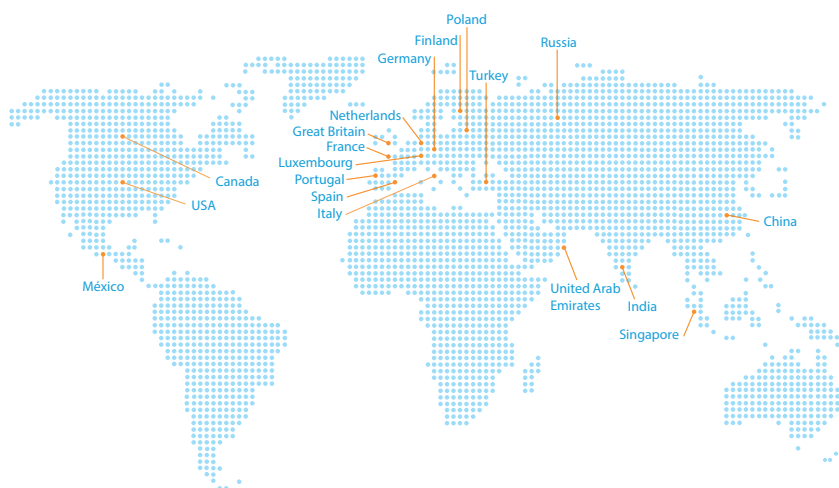 Poland
Finland
Russia
Germany
Turkey
Netherlands
Great Britain
France
Luxembourg
Portugal
Spain
Italy
Canada
USA
China
México
United Arab
Emirates
India
Singapore